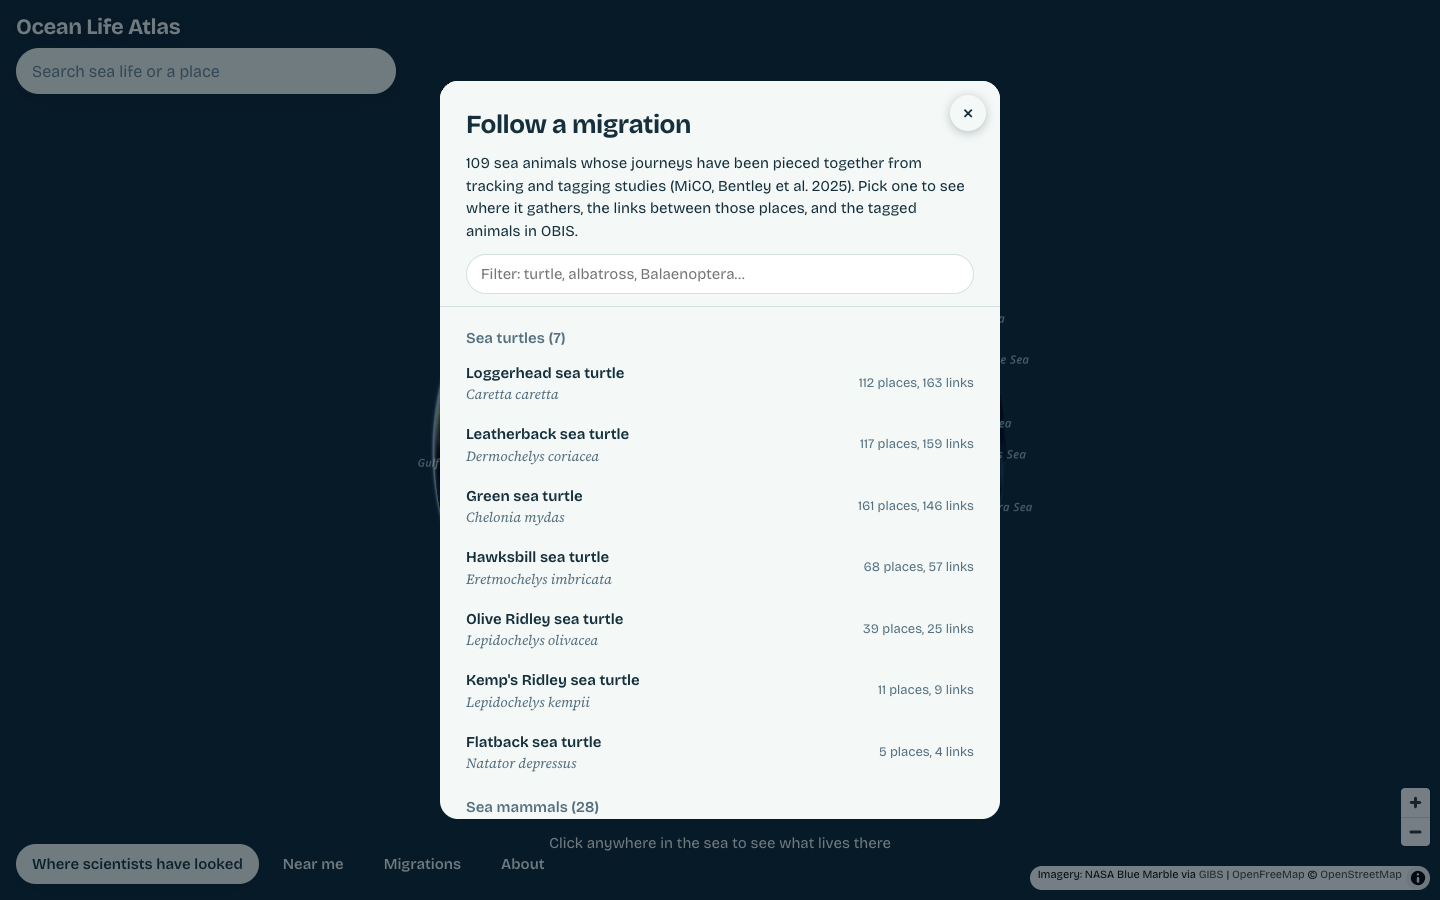 Ocean Life Atlas
Search sea life or a place
Follow a migration
×
109 sea animals whose journeys have been pieced together from
tracking and tagging studies (MiCO, Bentley et al. 2025). Pick one to see
where it gathers, the links between those places, and the tagged
animals in OBIS.
Filter: turtle, albatross, Balaenoptera...
Sea turtles (7)
Loggerhead sea turtle
Caretta caretta
112 places, 163 links
Leatherback sea turtle
Dermochelys coriacea
117 places, 159 links
Green sea turtle
Chelonia mydas
161 places, 146 links
Hawksbill sea turtle
Eretmochelys imbricata
68 places, 57 links
Olive Ridley sea turtle
Lepidochelys olivacea
39 places, 25 links
Kemp's Ridley sea turtle
Lepidochelys kempii
11 places, 9 links
Flatback sea turtle
Natator depressus
5 places, 4 links
Sea mammals (28)
Sea
Sea
Sea
Gulf
Click anywhere in the sea to see what lives there
Where scientists have looked
Near me
Migrations
About
+
−
Imagery: NASA Blue Marble via GIBS | OpenFreeMap © OpenStreetMap